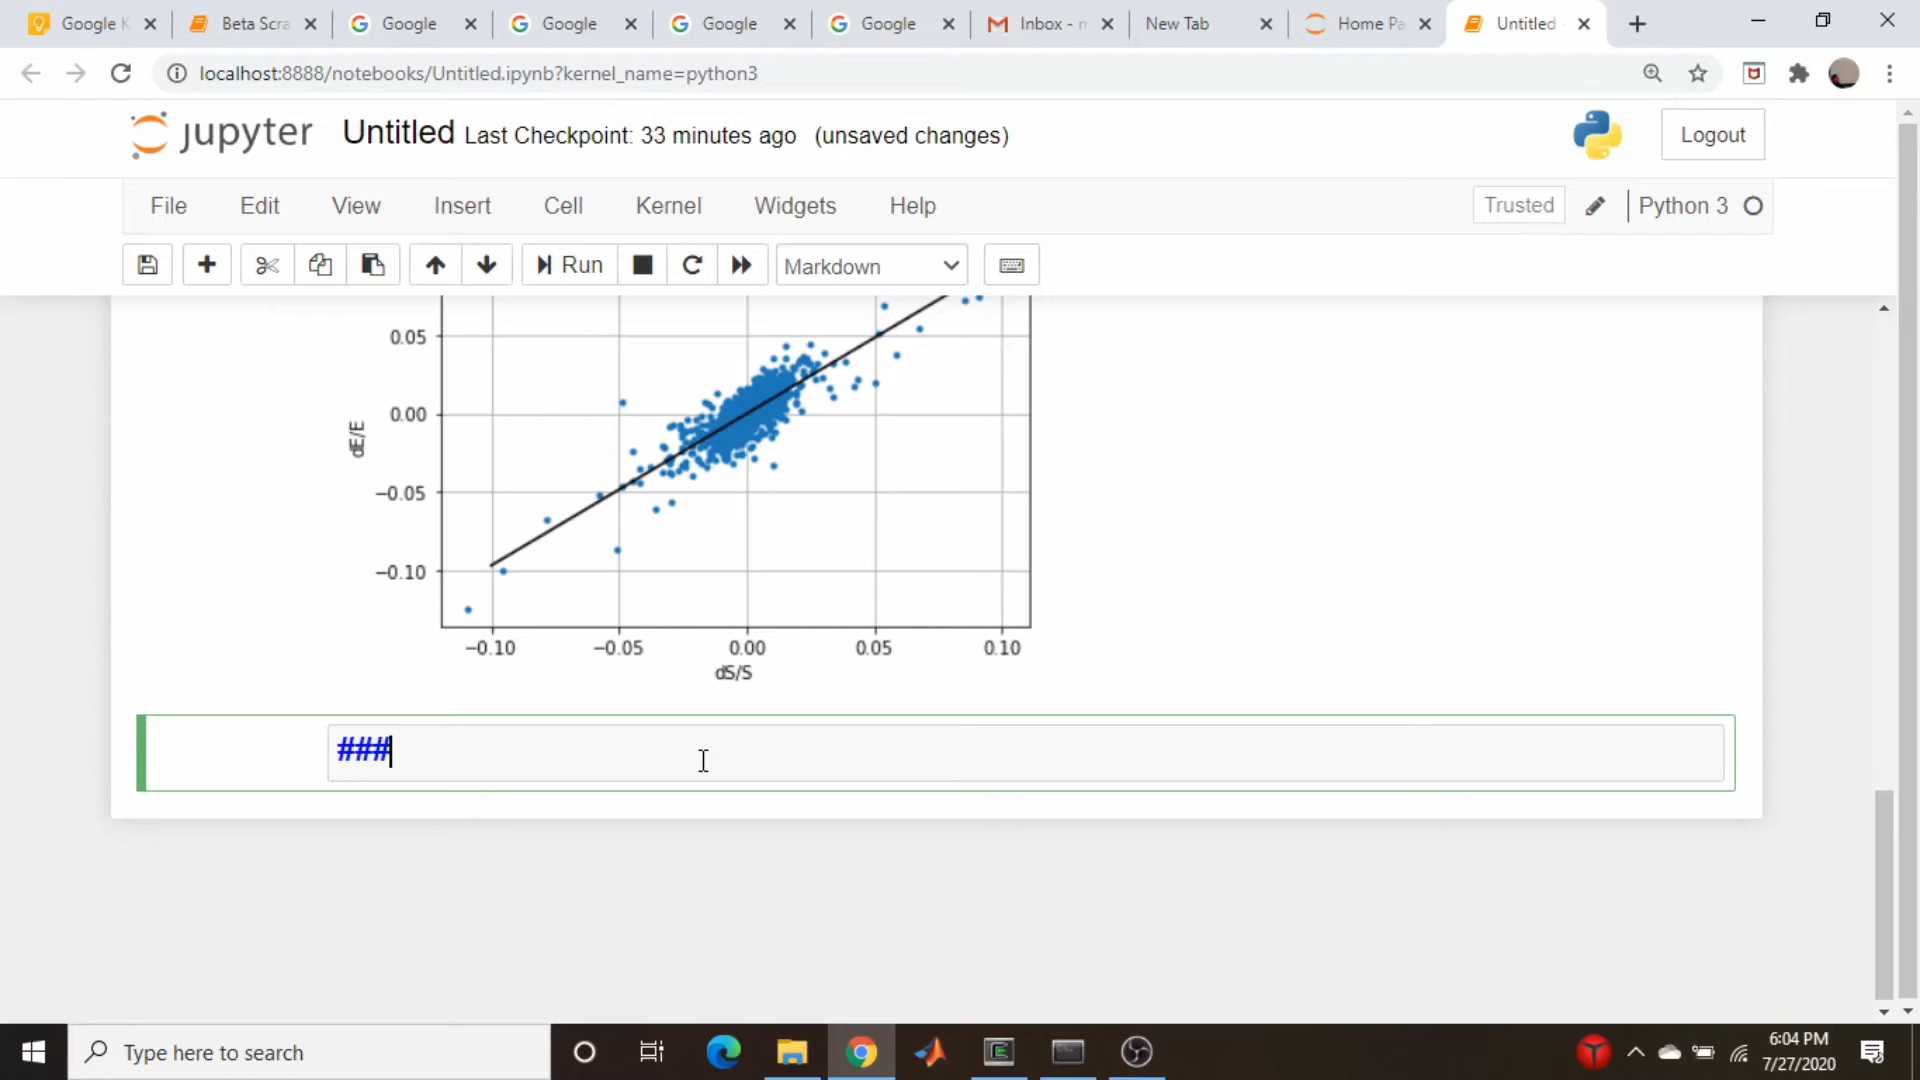 Google K
Beta Scra
Google
Google
Google
Google
Inbox - m
New Tab
Home Pa
Untitled
localhost:8888/notebooks/Untitled.ipynb?kernel_name=python3
jupyter Untitled Last Checkpoint: 33 minutes ago (unsaved changes)
Logout
File Edit View Insert Cell Kernel Widgets Help
Trusted
Python 3
Run
Markdown
0.05
0.00
−0.05
−0.10
dE/E
−0.10 −0.05 0.00 0.05 0.10
dS/S
###
Type here to search
6:04 PM
7/27/2020